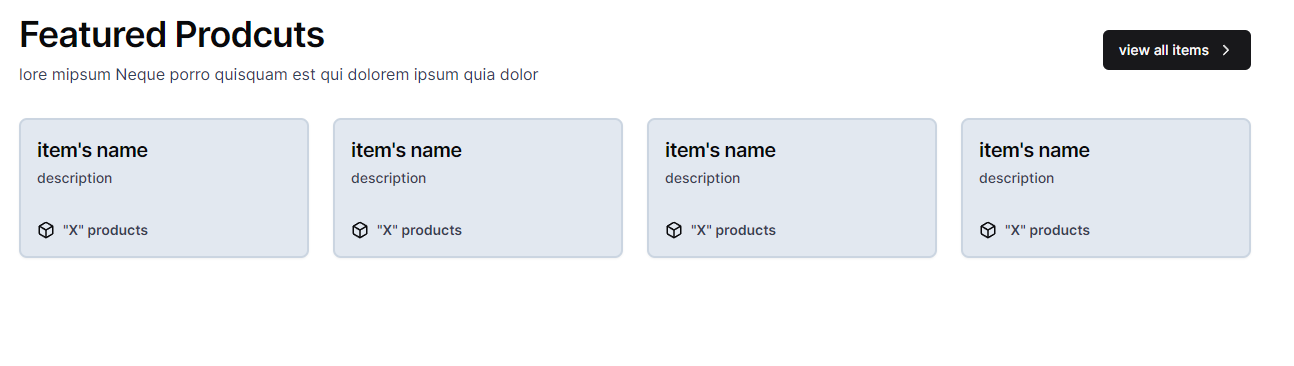 Featured Prodcuts
lore mipsum Neque porro quisquam est qui dolorem ipsum quia dolor
view all items
item's name
description
"X" products
item's name
description
"X" products
item's name
description
"X" products
item's name
description
"X" products